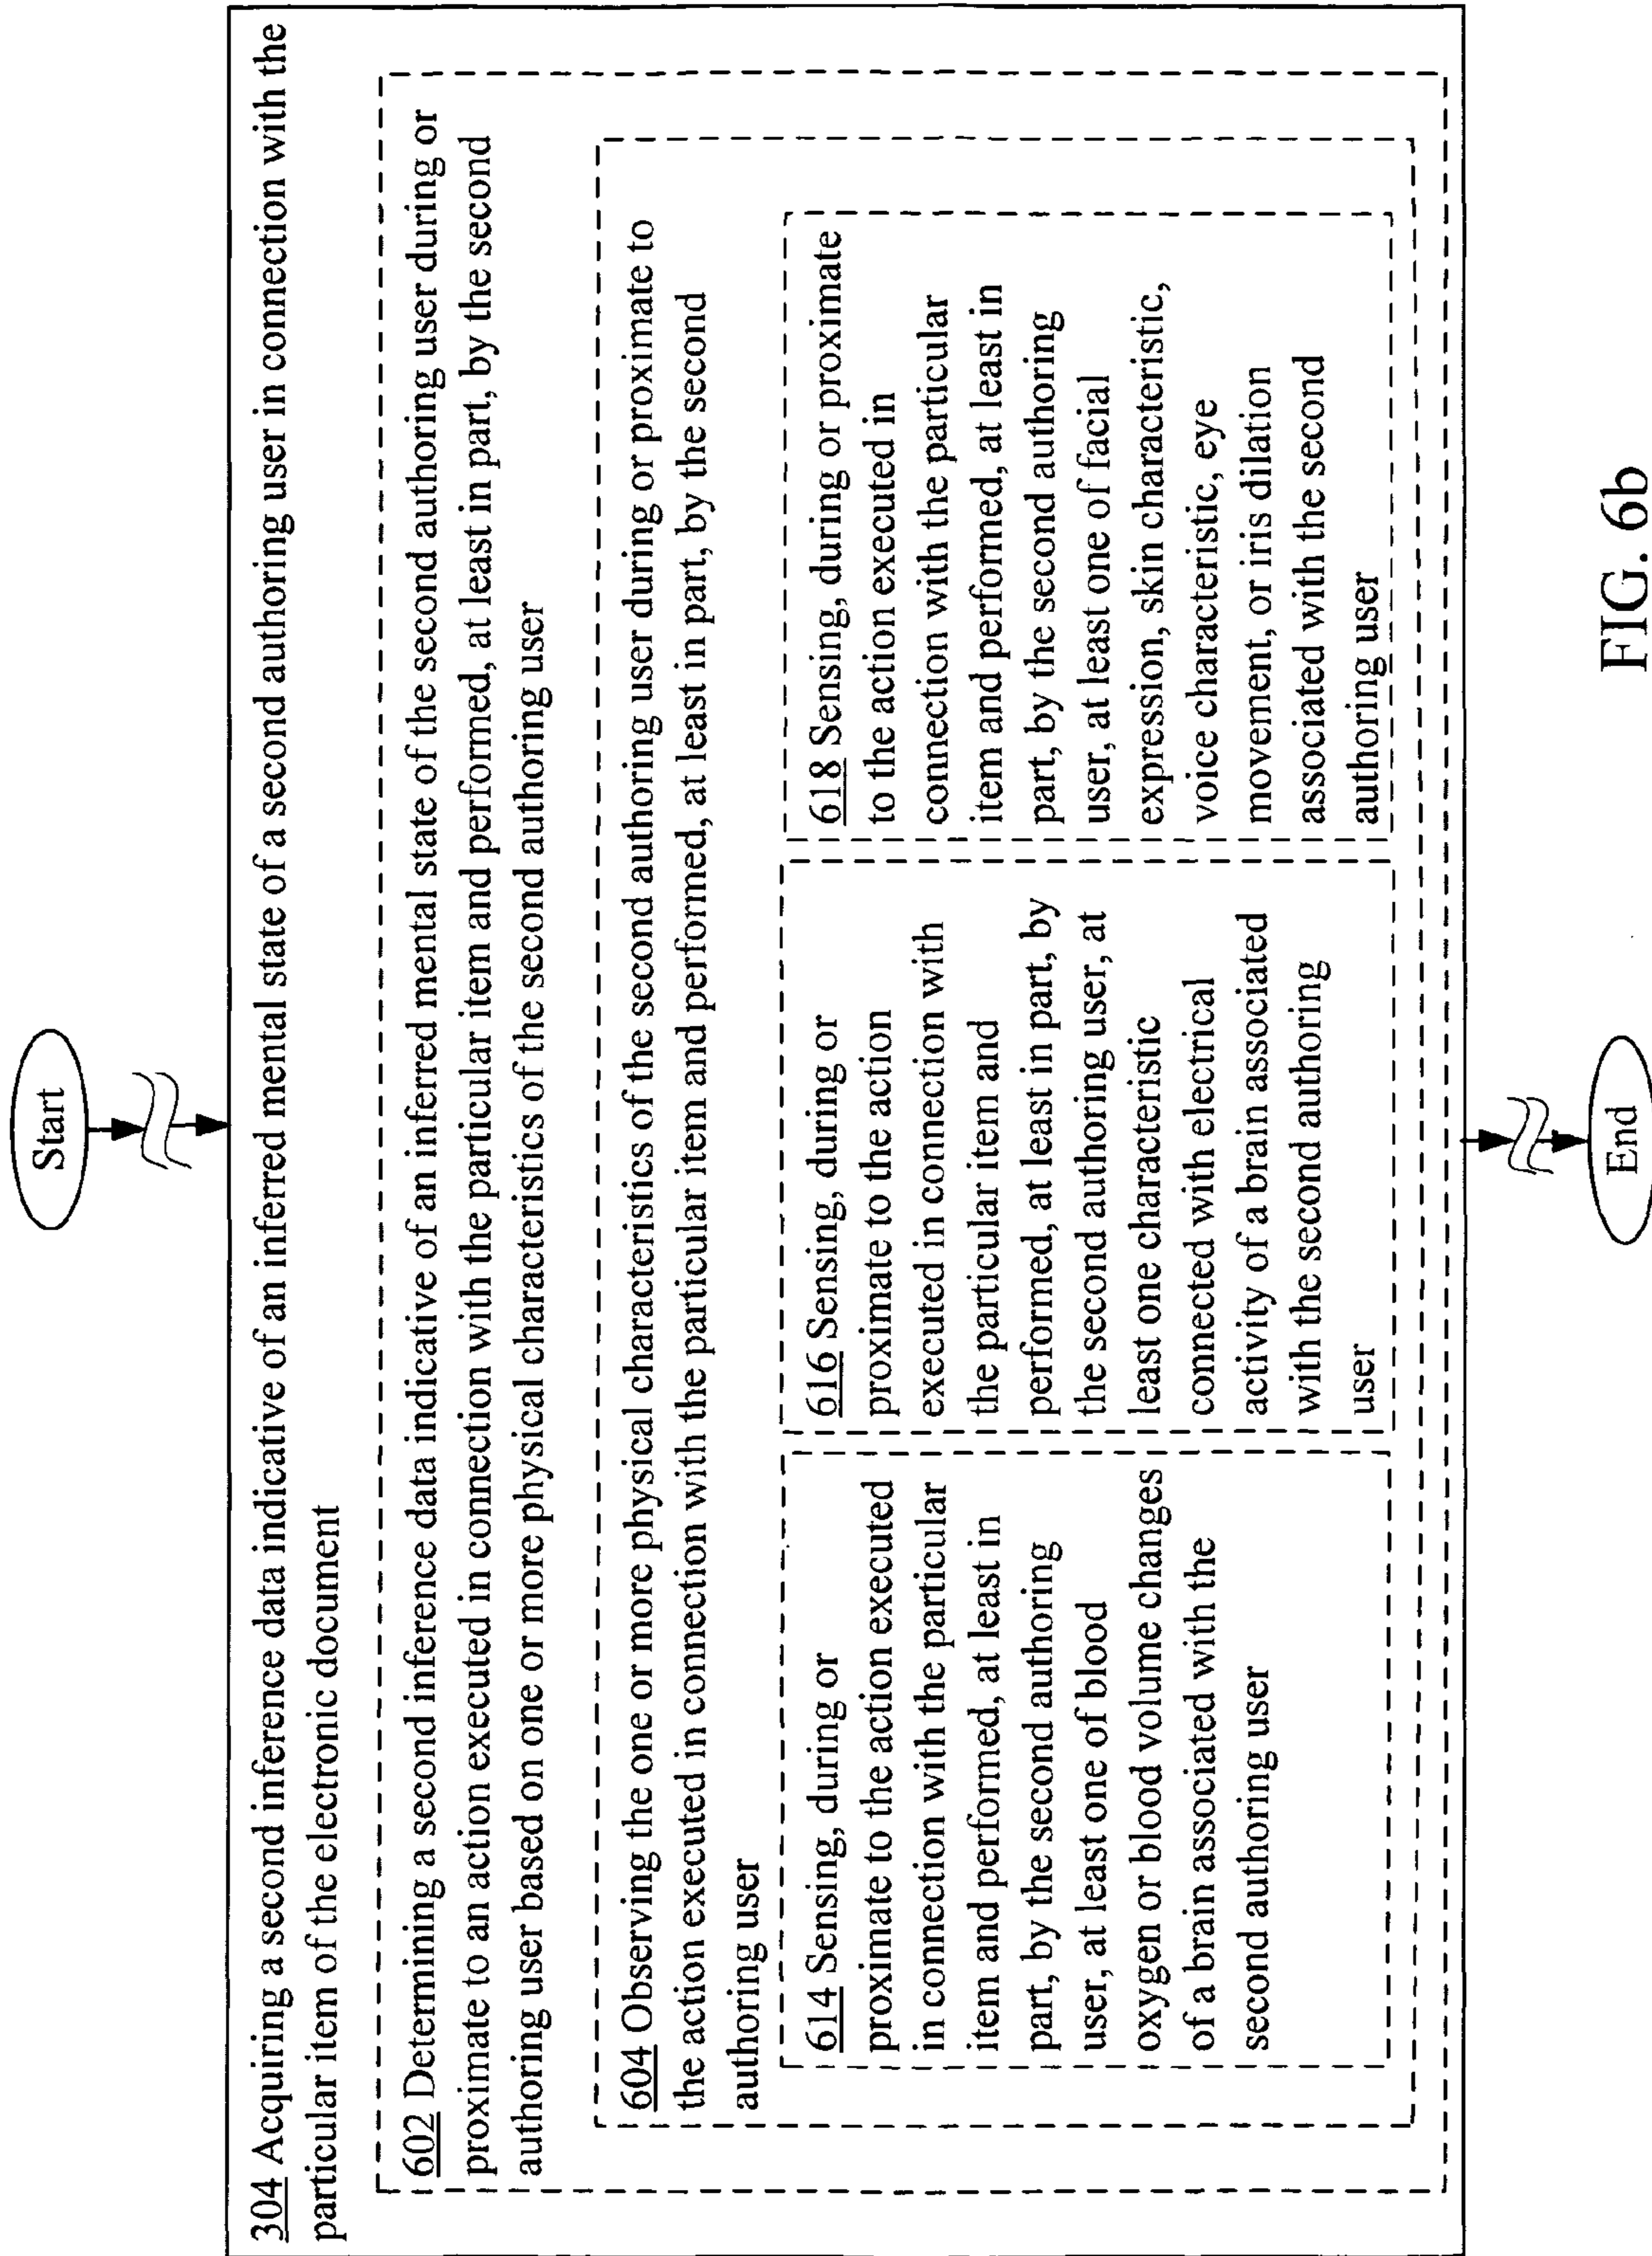 Start
304 Acquiring a second inference data indicative of an inferred mental state of a second authoring user in connection with the
particular item of the electronic document
602 Determining a second inference data indicative of an inferred mental state of the second authoring user during or
proximate to an action executed in connection with the particular item and performed, at least in part, by the second
authoring user based on one or more physical characteristics of the second authoring user
604 Observing the one or more physical characteristics of the second authoring user during or proximate to
the action executed in connection with the particular item and performed, at least in part, by the second
authoring user
614 Sensing, during or
proximate to the action executed
in connection with the particular
item and performed, at least in
part, by the second authoring
user, at least one of blood
oxygen or blood volume changes
of a brain associated with the
second authoring user
616 Sensing, during or
proximate to the action
executed in connection with
the particular item and
performed, at least in part, by
the second authoring user, at
least one characteristic
connected with electrical
activity of a brain associated
with the second authoring
user
618 Sensing, during or proximate
to the action executed in
connection with the particular
item and performed, at least in
part, by the second authoring
user, at least one of facial
expression, skin characteristic,
voice characteristic, eye
movement, or iris dilation
associated with the second
authoring user
End
FIG. 6b